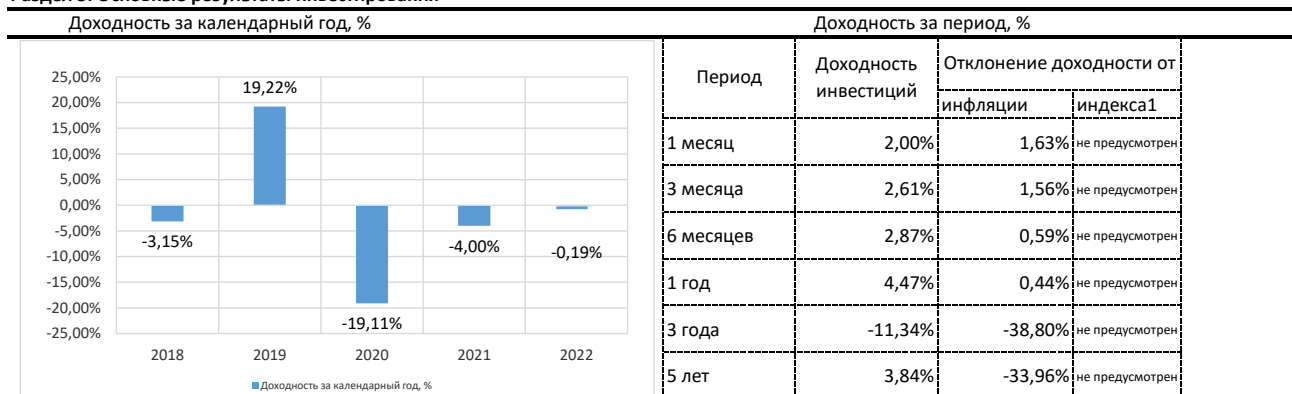 Доходность за календарный год, %
Доходность за период, %
25,00%
20,00%
15,00%
10,00%
5,00%
0,00%
-5,00%
-10,00%
-15,00%
-20,00%
-25,00%
-3,15%
19,22%
-19,11%
-4,00%
-0,19%
2018 2019 2020 2021 2022
Доходность за календарный год, %
Период Доходность инвестиций Отклонение доходности от
инфляции индекса1
1 месяц 2,00% 1,63% не предусмотрен
3 месяца 2,61% 1,56% не предусмотрен
6 месяцев 2,87% 0,59% не предусмотрен
1 год 4,47% 0,44% не предусмотрен
3 года -11,34% -38,80% не предусмотрен
5 лет 3,84% -33,96% не предусмотрен